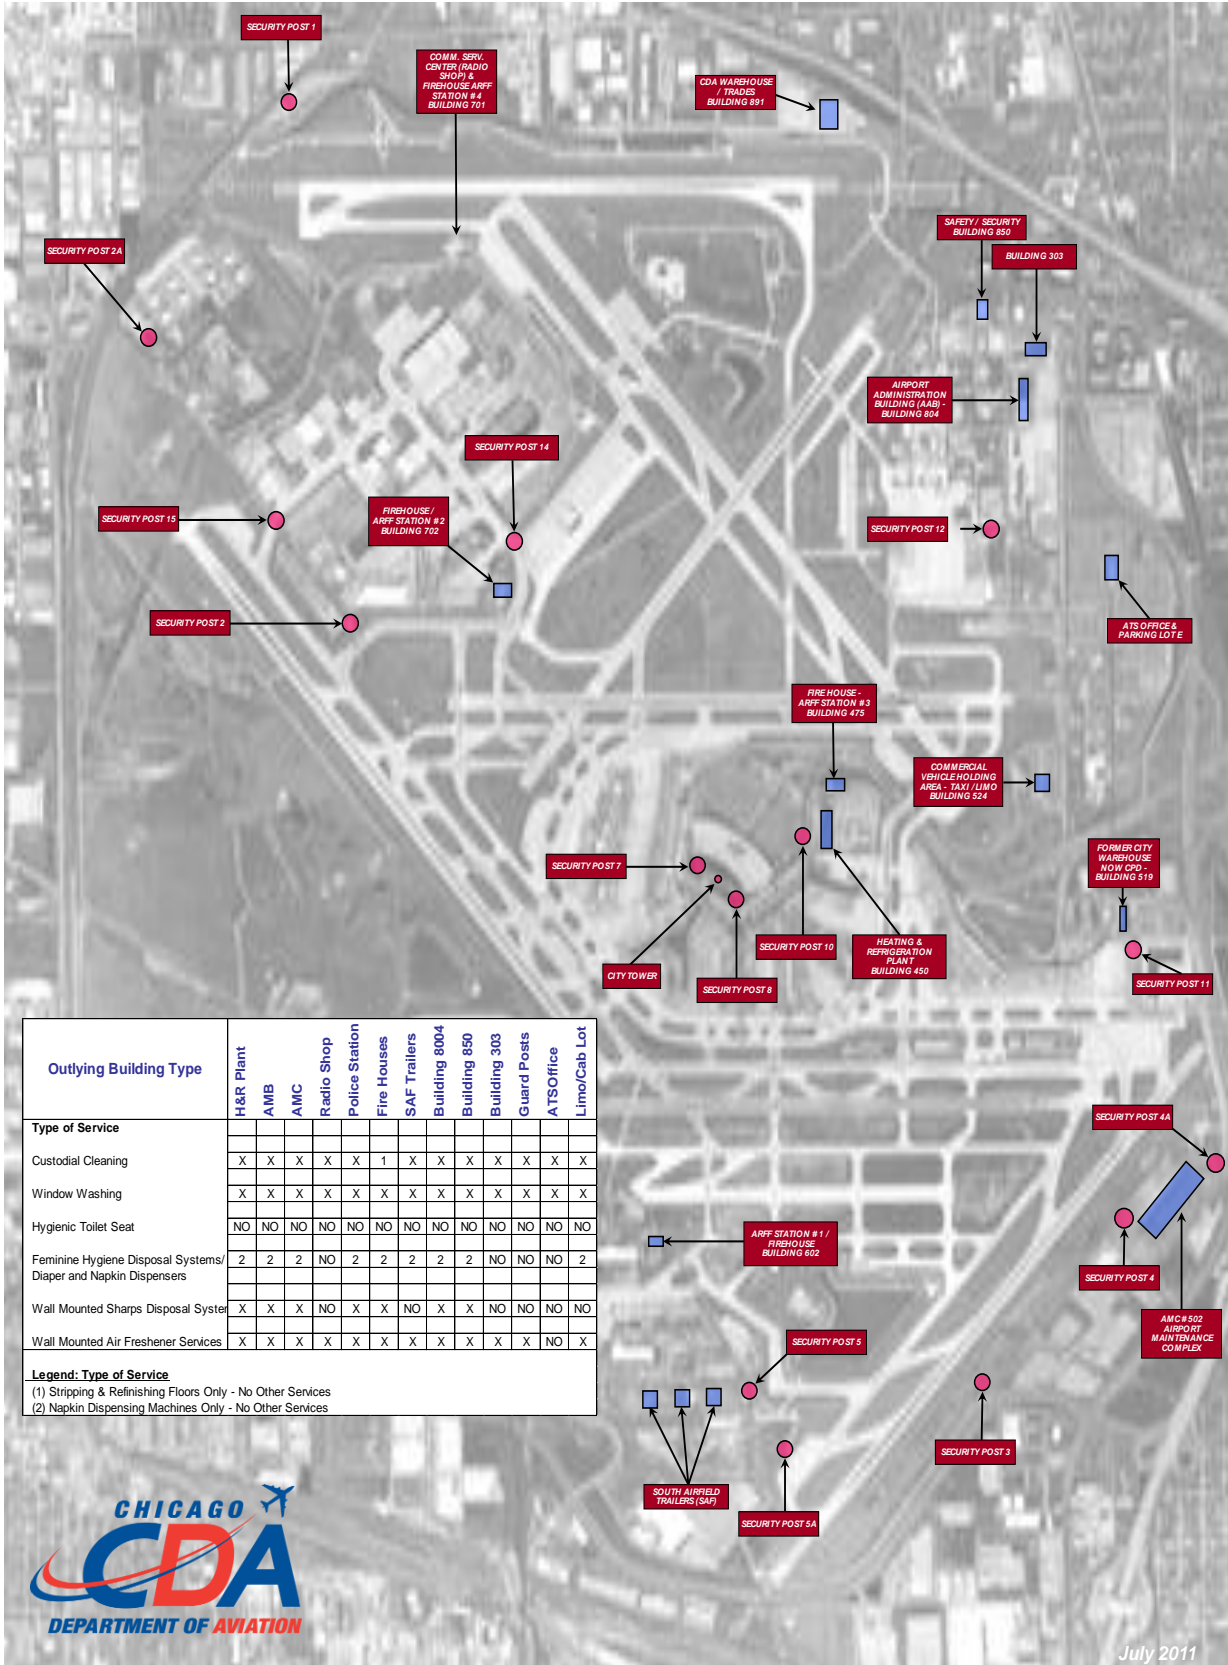 SECURITY POST 1
COMM. SERV.
CENTER (RADIO
SHOP) &
FIREHOUSE ARFF
STATION # 4
BUILDING 701
CDA WAREHOUSE
/ TRADES
BUILDING 891
SAFETY / SECURITY
BUILDING 850
SECURITY POST 2A
BUILDING 303
AIRPORT
ADMINISTRATION
BUILDING (AAB) -
BUILDING 804
SECURITY POST 14
FIREHOUSE /
ARFF STATION # 2
BUILDING 702
SECURITY POST 15
SECURITY POST 12
SECURITY POST 2
ATS OFFICE &
PARKING LOT E
FIRE HOUSE -
ARFF STATION # 3
BUILDING 475
COMMERCIAL
VEHICLE HOLDING
AREA - TAXI / LIMO
BUILDING 524
FORMER CITY
WAREHOUSE
NOW CPD -
BUILDING 519
SECURITY POST 7
SECURITY POST 10
HEATING &
REFRIGERATION
PLANT
BUILDING 450
CITY TOWER
SECURITY POST 8
SECURITY POST 11
Outlying Building Type H&R Plant AMB AMC Radio Shop Police Station Fire Houses SAF Trailers Building 8004 Building 850 Building 303 Guard Posts ATSOffice Limo/Cab Lot
Type of Service
Custodial Cleaning X X X X X 1 X X X X X X X
Window Washing X X X X X X X X X X X X X
Hygienic Toilet Seat NO NO NO NO NO NO NO NO NO NO NO NO NO
Feminine Hygiene Disposal Systems/ 2 2 2 NO 2 2 2 2 2 NO NO NO 2
Diaper and Napkin Dispensers
Wall Mounted Sharps Disposal Syster X X X NO X X NO X X NO NO NO NO
Wall Mounted Air Freshener Services X X X X X X X X X X X NO X
Legend: Type of Service
(1) Stripping & Refinishing Floors Only - No Other Services
(2) Napkin Dispensing Machines Only - No Other Services
SECURITY POST 4A
ARFF STATION # 1 /
FIREHOUSE
BUILDING 602
SECURITY POST 4
AMC # 502
AIRPORT
MAINTENANCE
COMPLEX
SECURITY POST 5
SECURITY POST 3
SOUTH AIRFIELD
TRAILERS (SAF)
SECURITY POST 5A
CHICAGO
CDA
DEPARTMENT OF AVIATION
July 2011